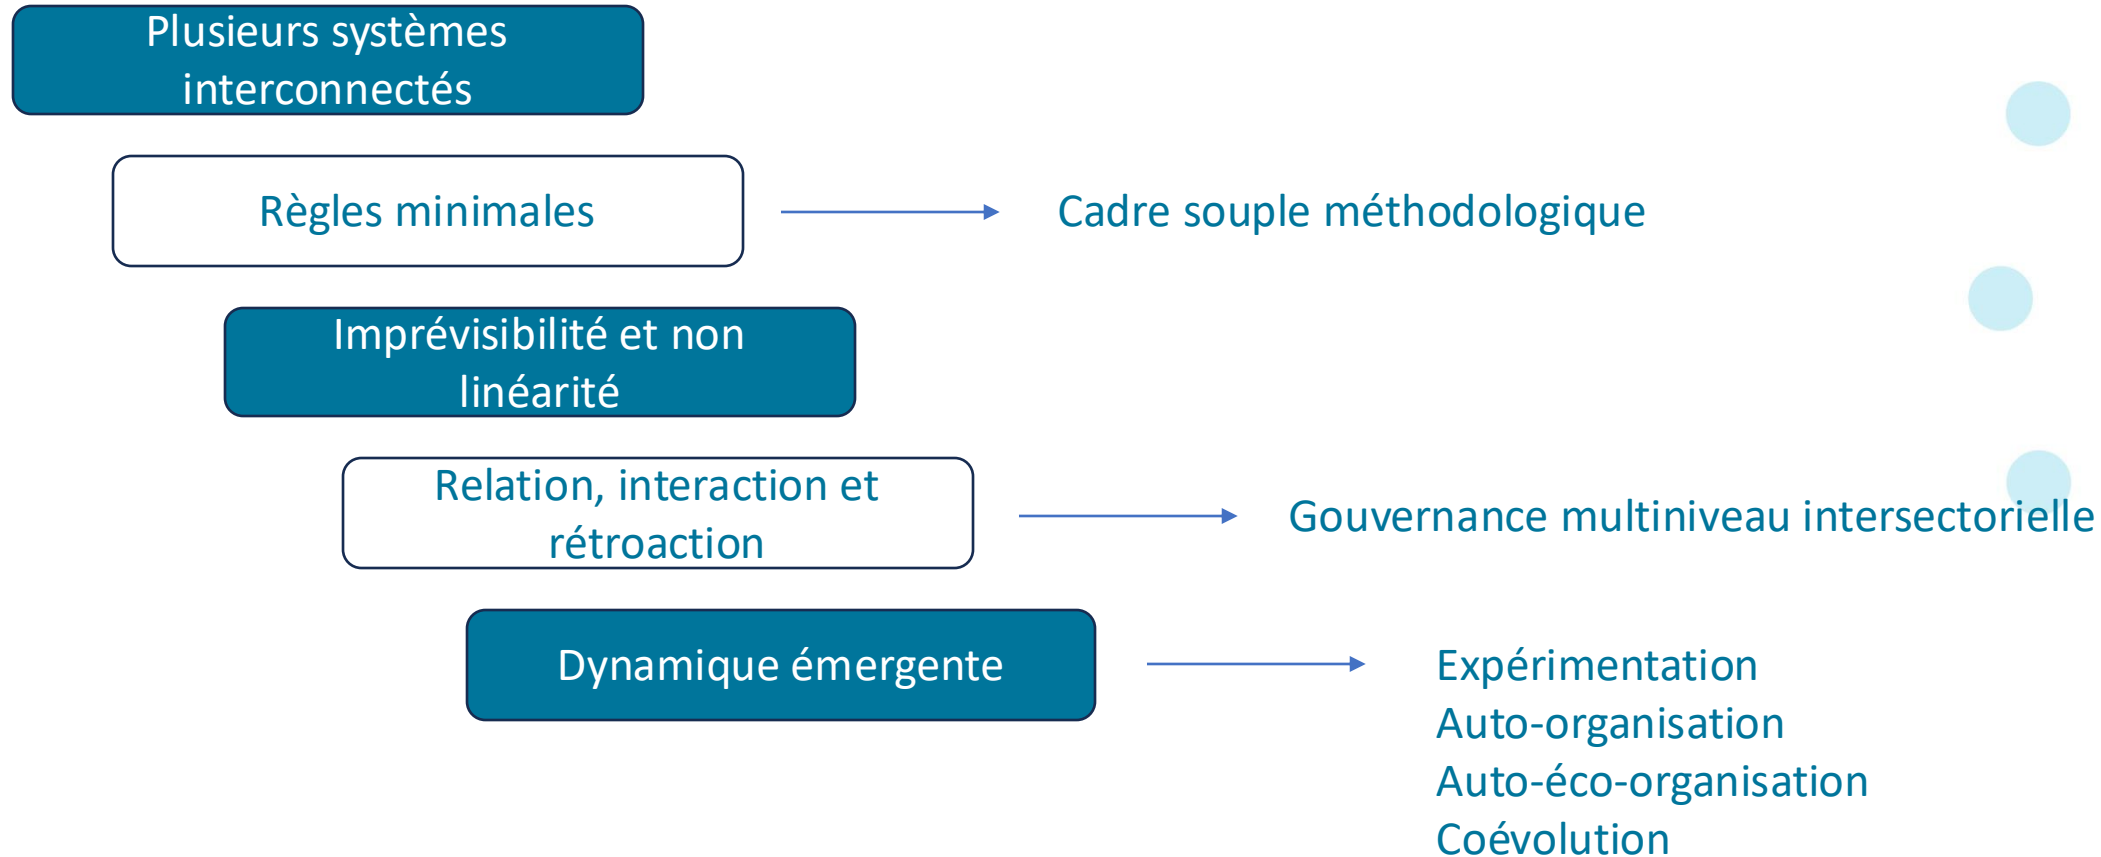 Plusieurs systèmes
interconnectés
Règles minimales
Cadre souple méthodologique
Imprévisibilité et non
linéarité
Relation, interaction et
rétroaction
Gouvernance multiniveau intersectorielle
Dynamique émergente
Expérimentation
Auto-organisation
Auto-éco-organisation
Coévolution